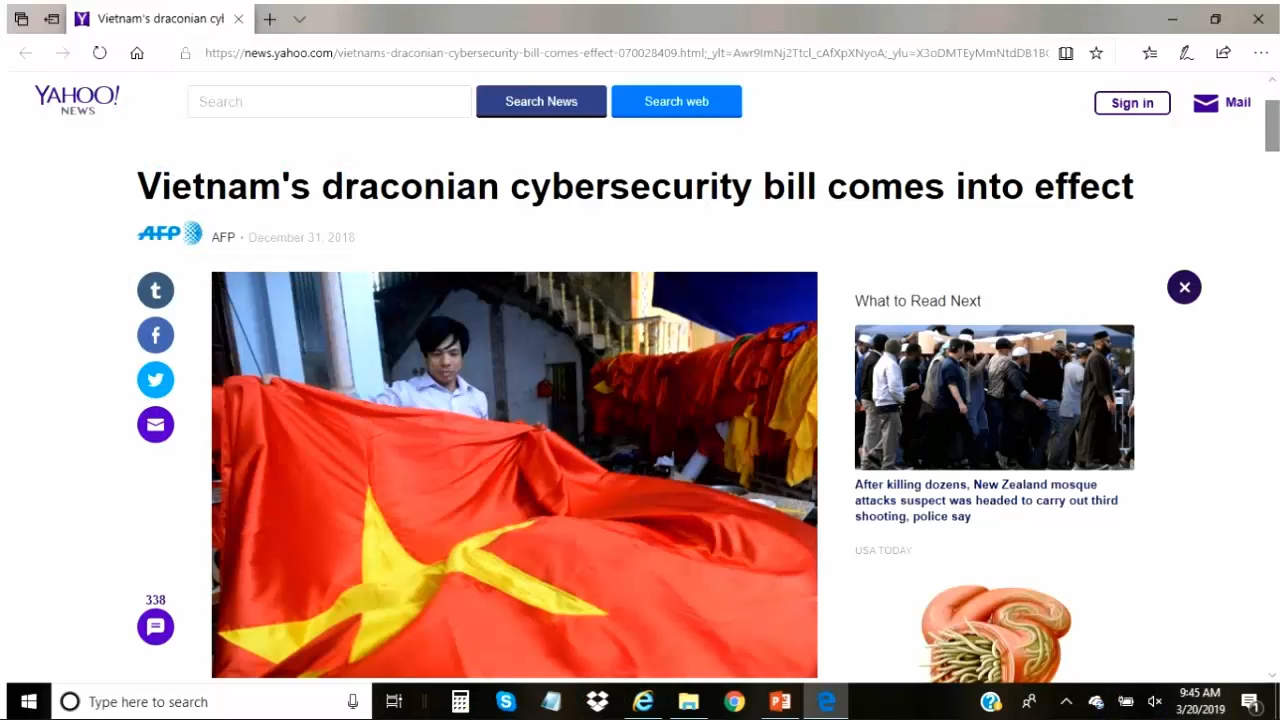 Vietnam's draconian cyl
https://news.yahoo.com/vietnams-draconian-cybersecurity-bill-comes-effect-070028409.html;_ylt=Awr9ImNj2Ttcl_cAfXpXNyoA;_ylu=X3oDMTEyMmNtdDB1BG
YAHOO!
NEWS
Search
Search News
Search web
Sign in
Mail
Vietnam's draconian cybersecurity bill comes into effect
AFP
AFP · December 31, 2018
What to Read Next
After killing dozens, New Zealand mosque
attacks suspect was headed to carry out third
shooting, police say
USA TODAY
338
Type here to search
9:45 AM
3/20/2019
1